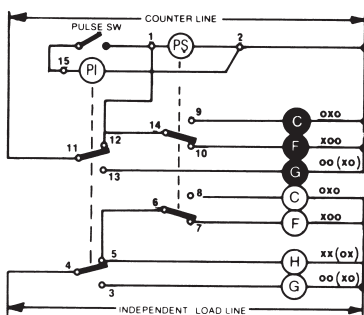 COUNTER LINE
PULSE SW
1
PS
2
15
PI
9
C
OXO
14
12
F
XOO
11
10
13
G
OO (XO)
8
C
OXO
6
7
F
XOO
5
H
XX (OX)
4
3
G
OO (XO)
INDEPENDENT LOAD LINE